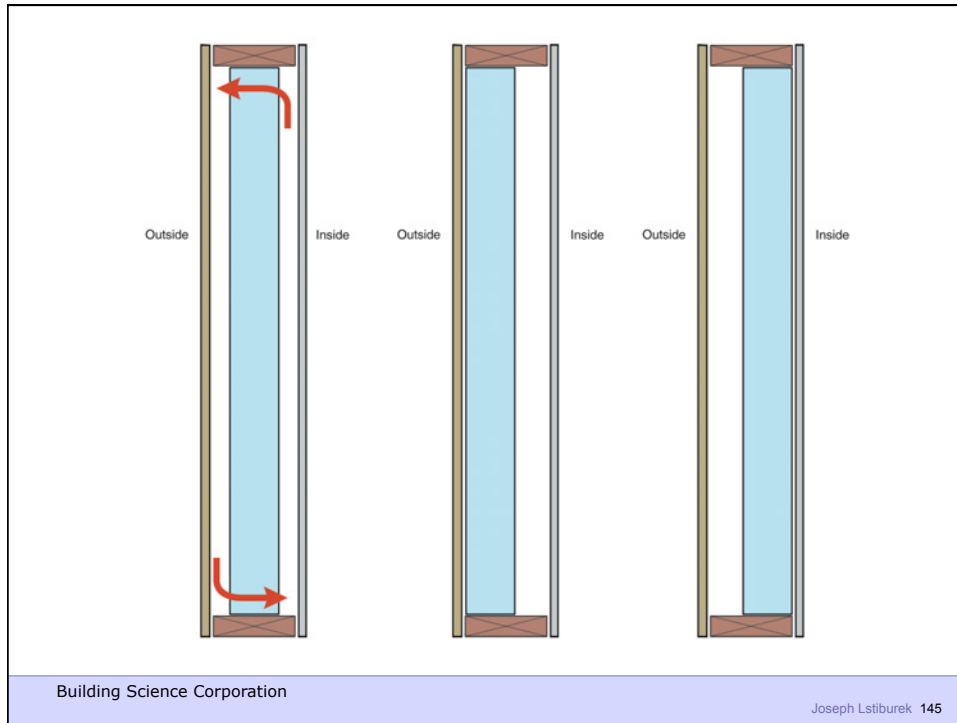 Outside Inside Outside Inside Outside Inside
Building Science Corporation
Joseph Lstiburek 145